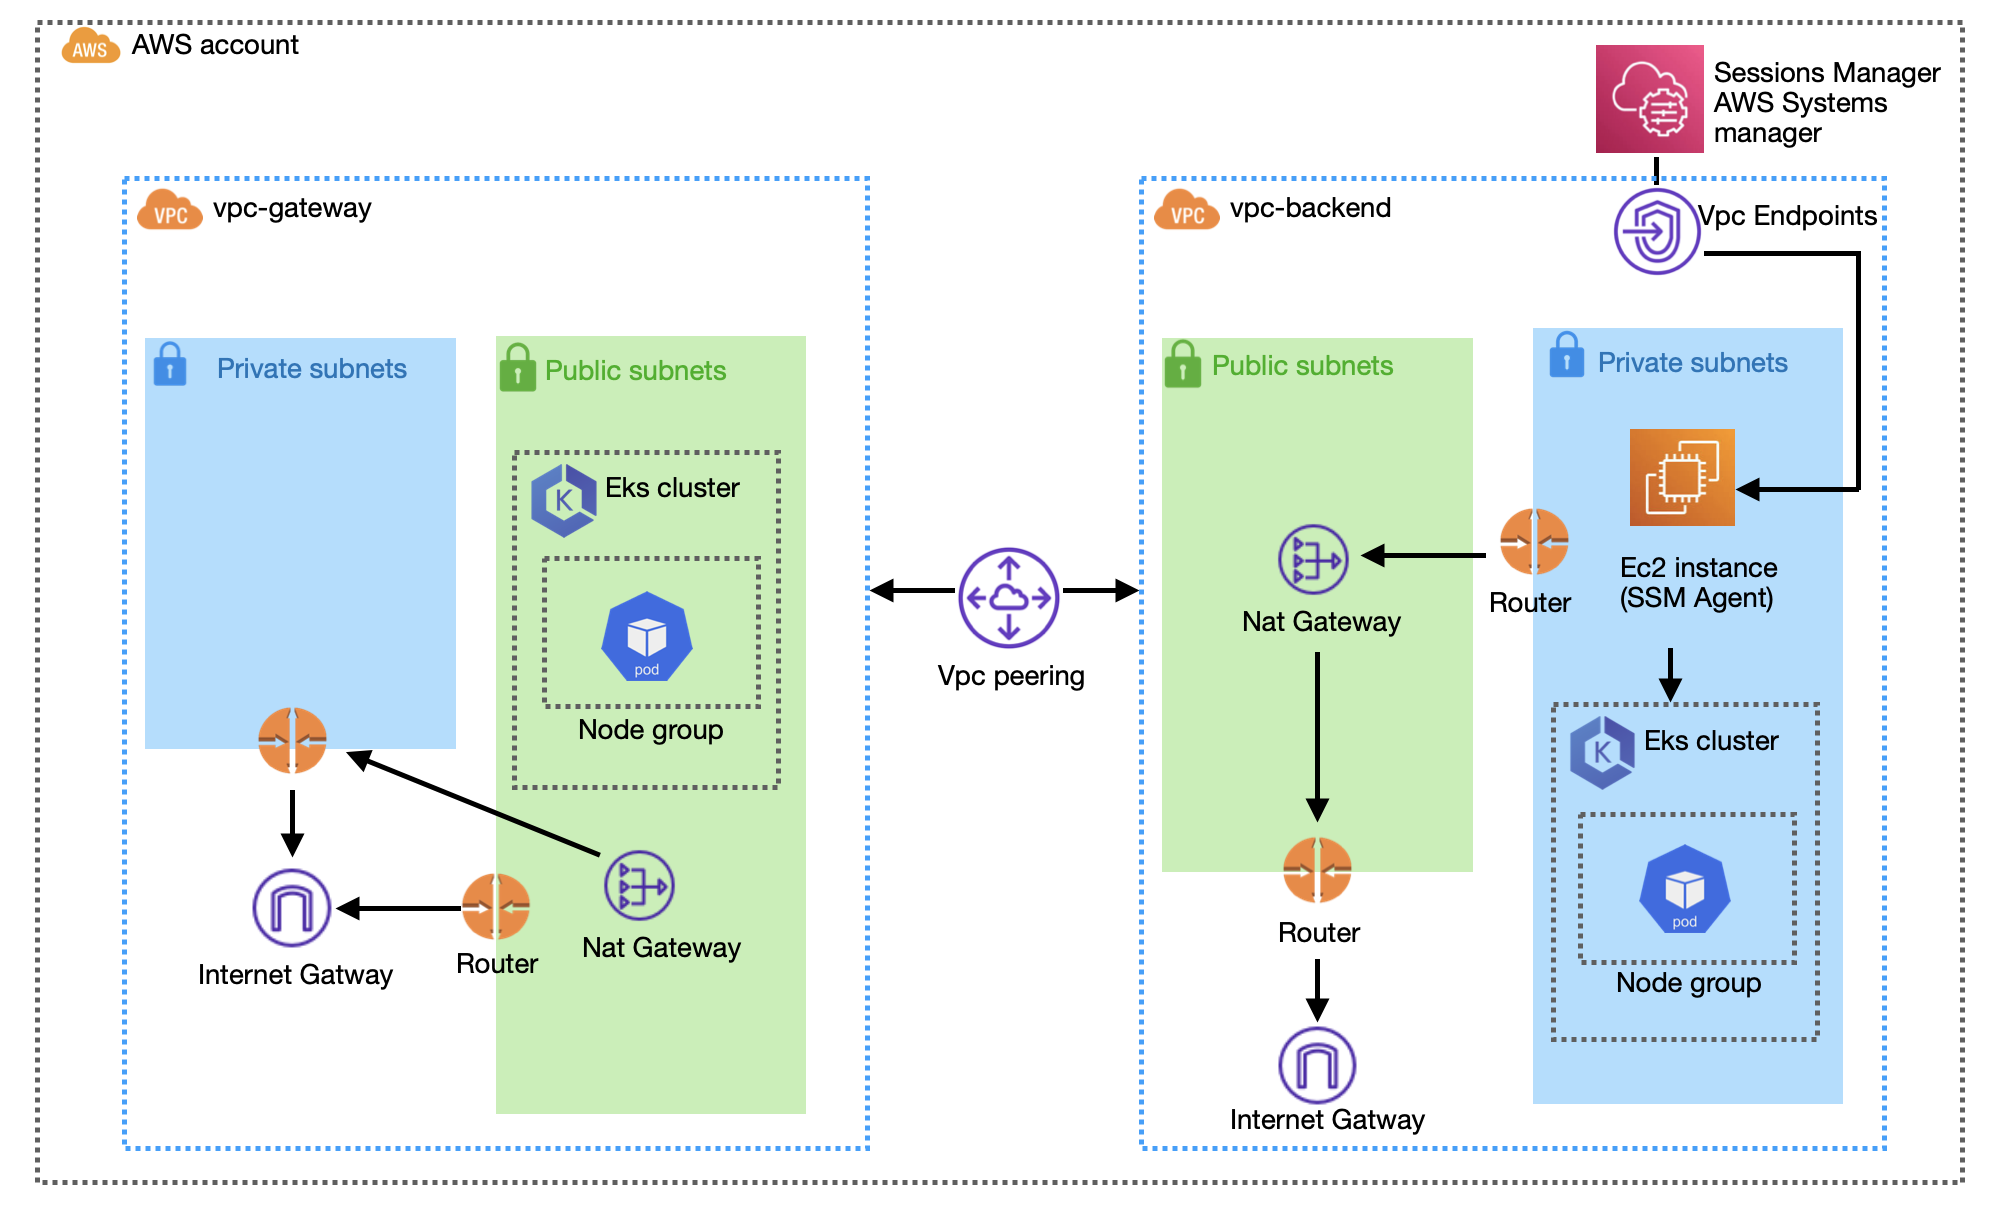 AWS
AWS account
Sessions Manager
AWS Systems
manager
VPC
vpc-gateway
VPC
vpc-backend
Vpc Endpoints
Private subnets
Public subnets
Eks cluster
K
pod
Node group
Nat Gateway
Router
Internet Gatway
Vpc peering
Public subnets
Private subnets
Nat Gateway
Router
Ec2 instance
(SSM Agent)
Eks cluster
K
pod
Node group
Router
Internet Gatway